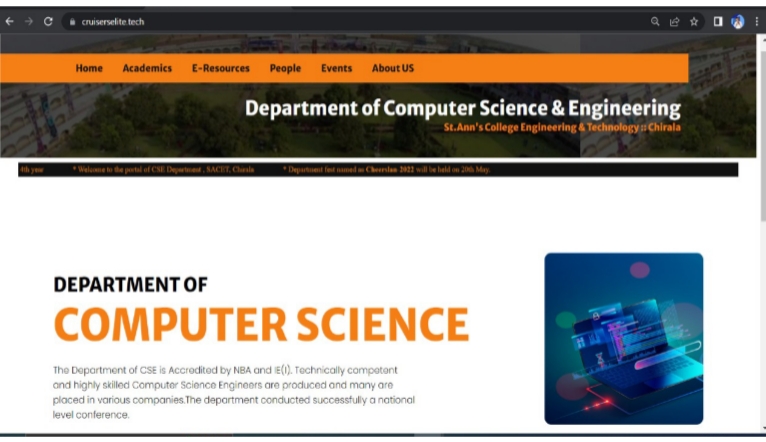 cruiserselite.tech
Home Academics E-Resources People Events About US
Department of Computer Science & Engineering
St.Ann's College Engineering & Technology :: Chirala
4th year * Welcome to the portal of CSE Department , SACET, Chirala * Department fest named as Cheerslan 2022 will be held on 20th May.
DEPARTMENT OF
COMPUTER SCIENCE
The Department of CSE is Accredited by NBA and IE(I). Technically competent
and highly skilled Computer Science Engineers are produced and many are
placed in various companies.The department conducted successfully a national
level conference.